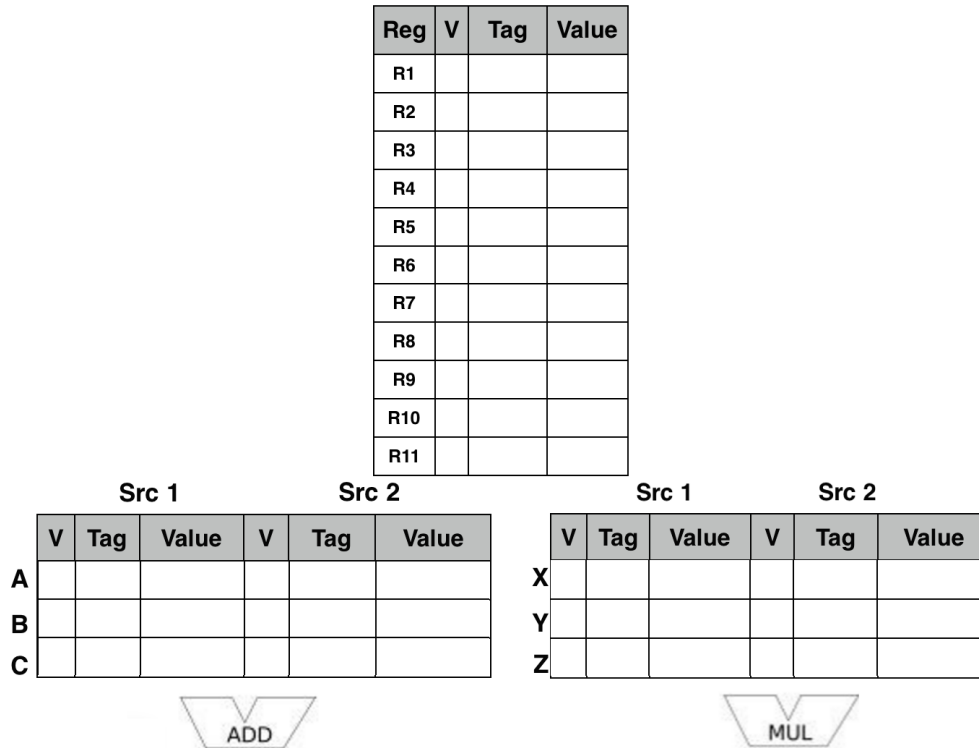 Reg V Tag Value
R1
R2
R3
R4
R5
R6
R7
R8
R9
R10
R11
Src 1 Src 2
V Tag Value V Tag Value
A
B
C
ADD
Src 1 Src 2
V Tag Value V Tag Value
X
Y
Z
MUL